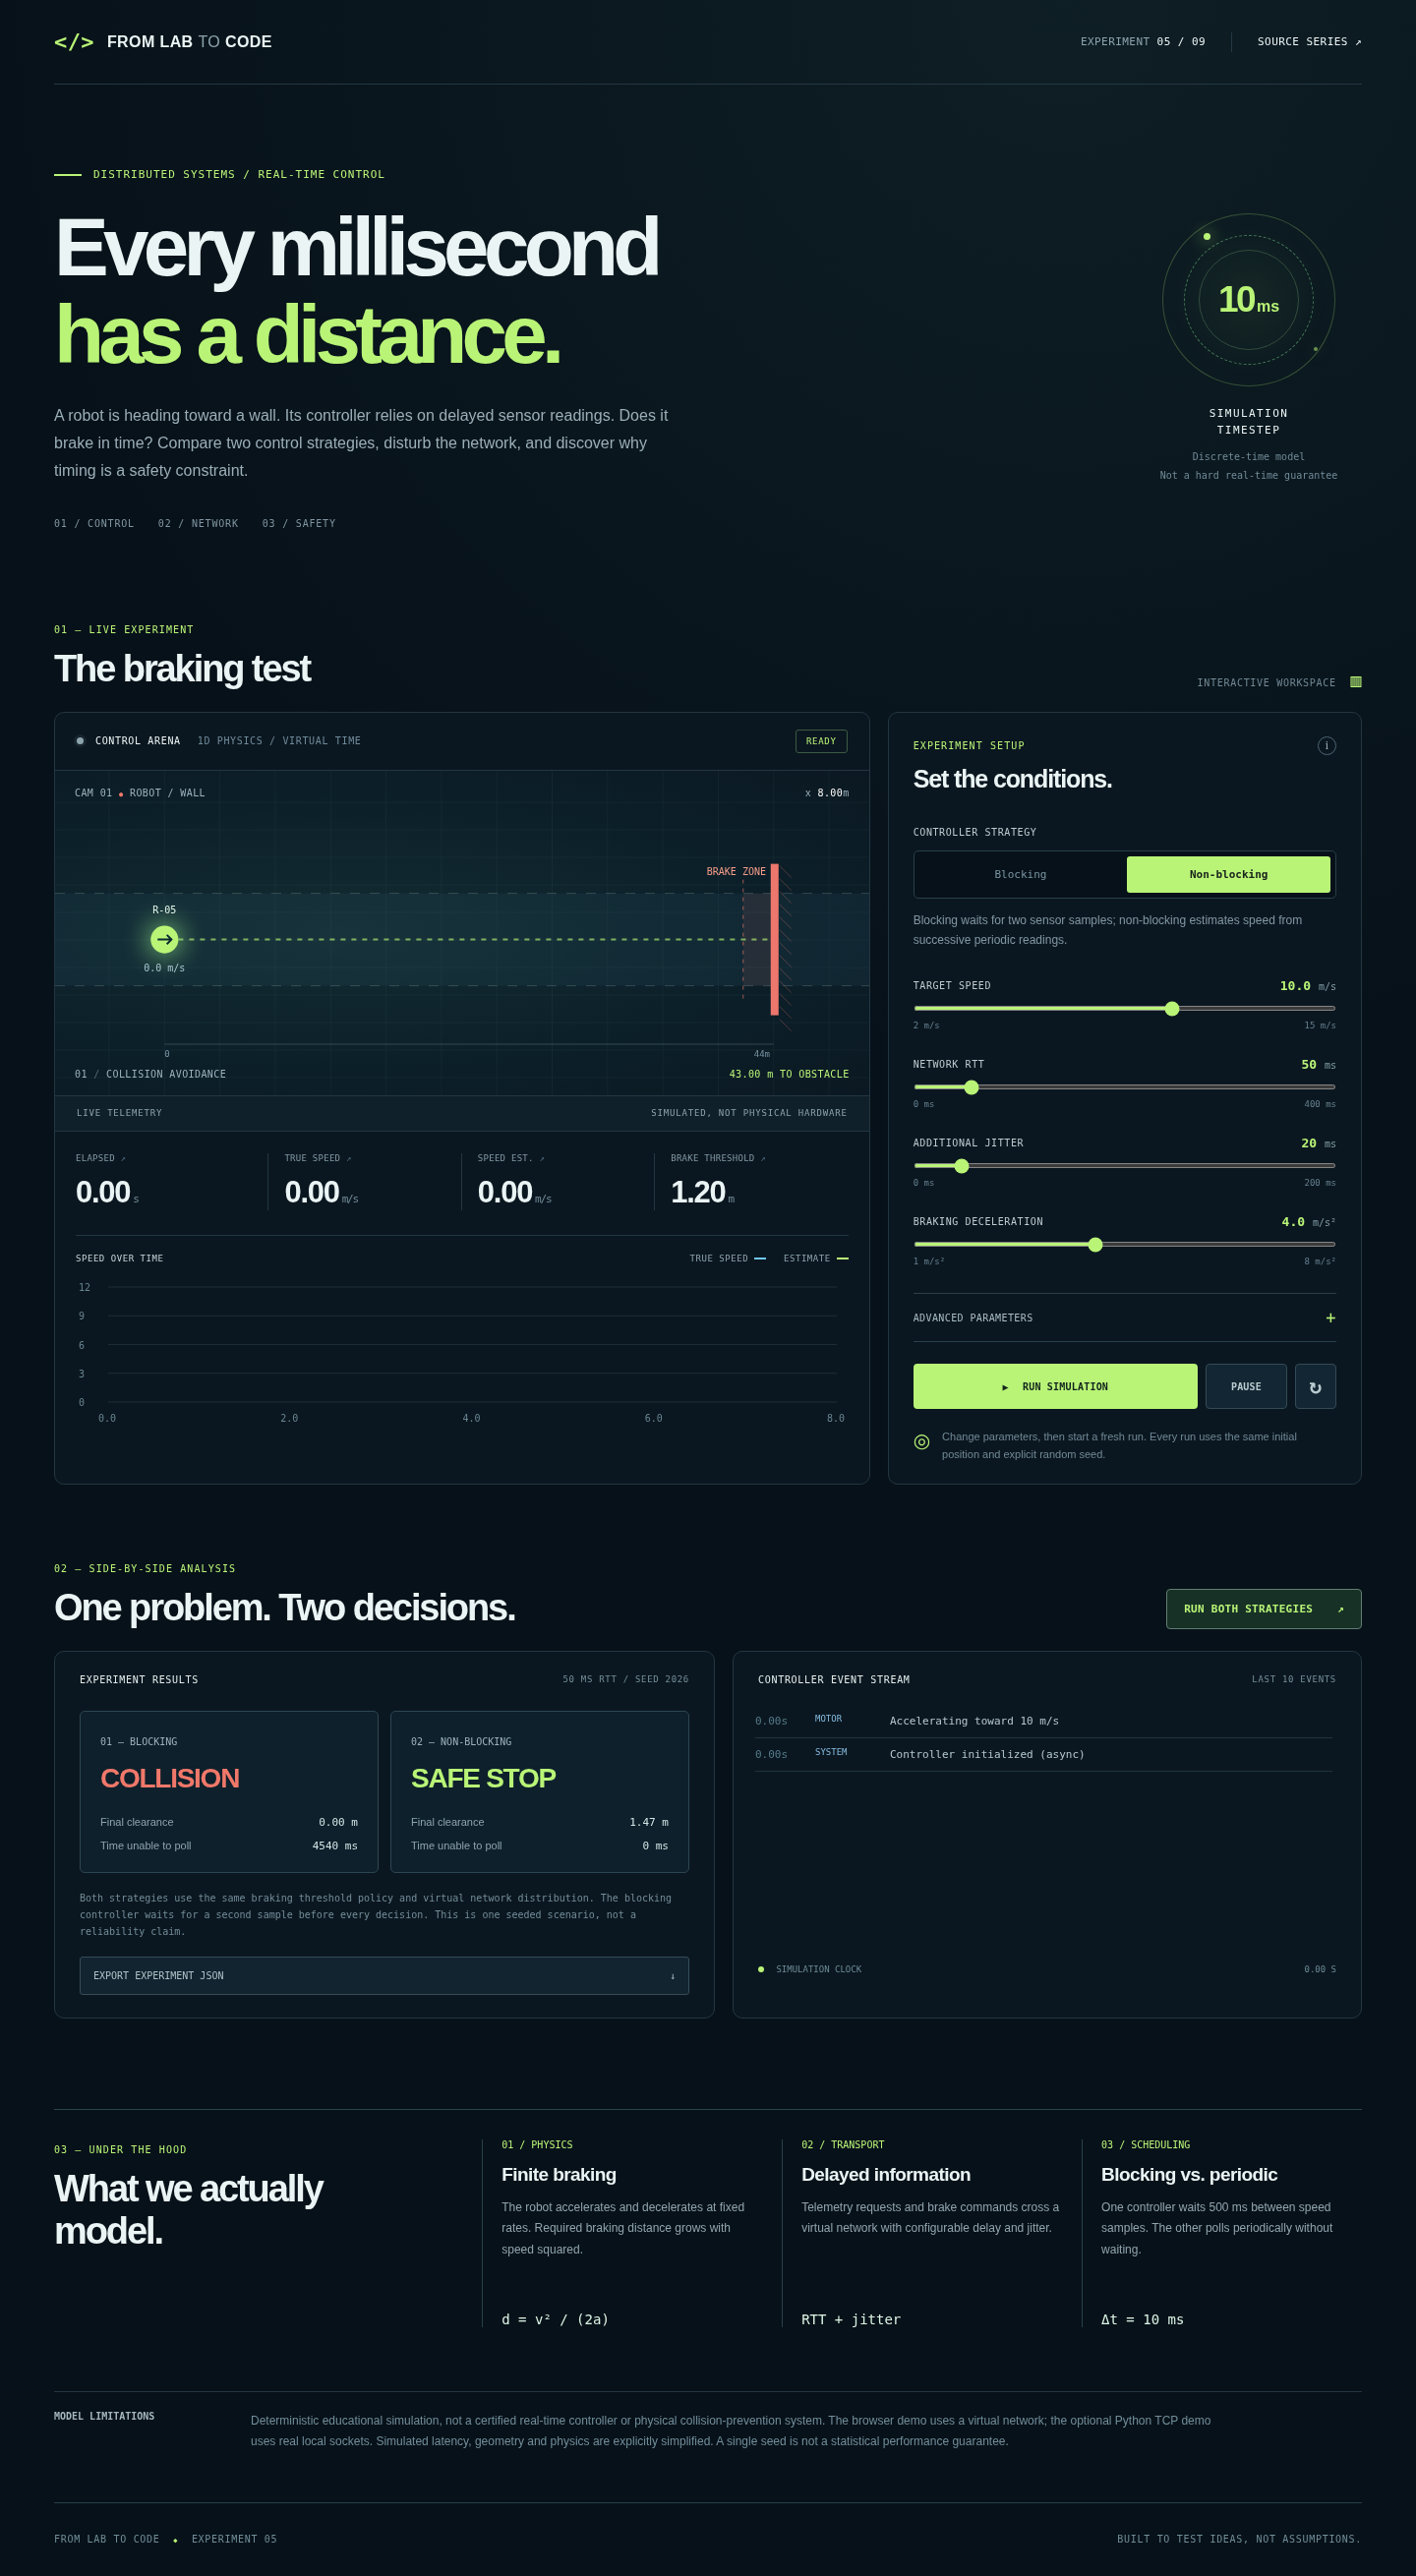 </> FROM LAB TO CODE
EXPERIMENT 05 / 09
SOURCE SERIES ↗
DISTRIBUTED SYSTEMS / REAL-TIME CONTROL
Every millisecond
has a distance.
A robot is heading toward a wall. Its controller relies on delayed sensor readings. Does it
brake in time? Compare two control strategies, disturb the network, and discover why
timing is a safety constraint.
01 / CONTROL 02 / NETWORK 03 / SAFETY
10 ms
SIMULATION
TIMESTEP
Discrete-time model
Not a hard real-time guarantee
01 — LIVE EXPERIMENT
The braking test
INTERACTIVE WORKSPACE
CONTROL ARENA 1D PHYSICS / VIRTUAL TIME
READY
CAM 01 ● ROBOT / WALL
x 8.00m
BRAKE ZONE
R-05
0.0 m/s
0
44m
01 / COLLISION AVOIDANCE
43.00 m TO OBSTACLE
LIVE TELEMETRY
SIMULATED, NOT PHYSICAL HARDWARE
ELAPSED ↗
0.00 s
TRUE SPEED ↗
0.00 m/s
SPEED EST. ↗
0.00 m/s
BRAKE THRESHOLD ↗
1.20 m
SPEED OVER TIME
TRUE SPEED
ESTIMATE
12
9
6
3
0
0.0 2.0 4.0 6.0 8.0
EXPERIMENT SETUP
i
Set the conditions.
CONTROLLER STRATEGY
Blocking
Non-blocking
Blocking waits for two sensor samples; non-blocking estimates speed from
successive periodic readings.
TARGET SPEED 10.0 m/s
2 m/s 15 m/s
NETWORK RTT 50 ms
0 ms 400 ms
ADDITIONAL JITTER 20 ms
0 ms 200 ms
BRAKING DECELERATION 4.0 m/s²
1 m/s² 8 m/s²
ADVANCED PARAMETERS +
▶ RUN SIMULATION
PAUSE
↻
Change parameters, then start a fresh run. Every run uses the same initial
position and explicit random seed.
02 — SIDE-BY-SIDE ANALYSIS
One problem. Two decisions.
RUN BOTH STRATEGIES ↗
EXPERIMENT RESULTS
50 MS RTT / SEED 2026
01 — BLOCKING
COLLISION
Final clearance 0.00 m
Time unable to poll 4540 ms
02 — NON-BLOCKING
SAFE STOP
Final clearance 1.47 m
Time unable to poll 0 ms
Both strategies use the same braking threshold policy and virtual network distribution. The blocking
controller waits for a second sample before every decision. This is one seeded scenario, not a
reliability claim.
EXPORT EXPERIMENT JSON ↓
CONTROLLER EVENT STREAM
LAST 10 EVENTS
0.00s MOTOR Accelerating toward 10 m/s
0.00s SYSTEM Controller initialized (async)
SIMULATION CLOCK
0.00 S
03 — UNDER THE HOOD
What we actually
model.
01 / PHYSICS
Finite braking
The robot accelerates and decelerates at fixed
rates. Required braking distance grows with
speed squared.
d = v² / (2a)
02 / TRANSPORT
Delayed information
Telemetry requests and brake commands cross a
virtual network with configurable delay and jitter.
RTT + jitter
03 / SCHEDULING
Blocking vs. periodic
One controller waits 500 ms between speed
samples. The other polls periodically without
waiting.
Δt = 10 ms
MODEL LIMITATIONS
Deterministic educational simulation, not a certified real-time controller or physical collision-prevention system. The browser demo uses a virtual network; the optional Python TCP demo
uses real local sockets. Simulated latency, geometry and physics are explicitly simplified. A single seed is not a statistical performance guarantee.
FROM LAB TO CODE ◆ EXPERIMENT 05
BUILT TO TEST IDEAS, NOT ASSUMPTIONS.